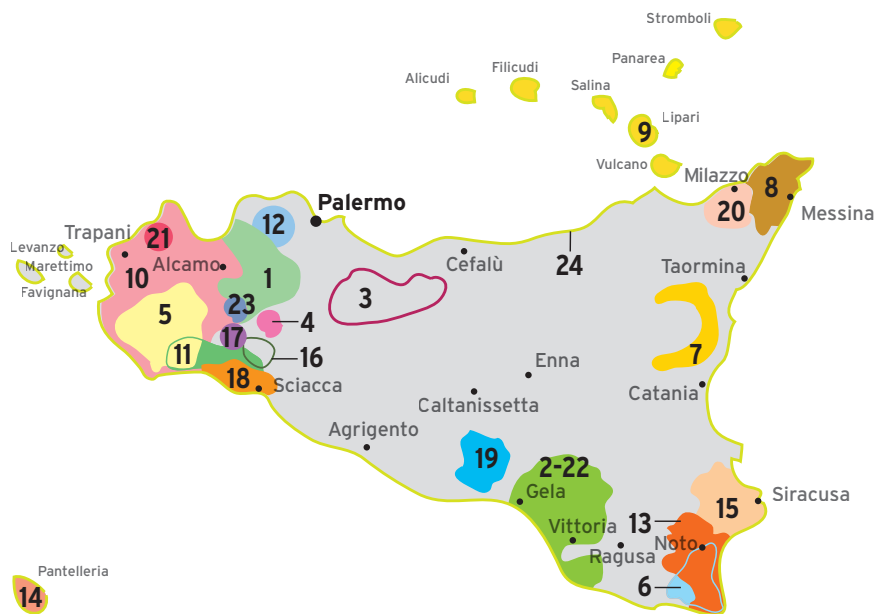 Stromboli
Panarea
Filicudi
Alicudi
Salina
9
Lipari
Vulcano
Milazzo
8
20
Messina
Palermo
12
Trapani
21
Levanzo
Marettimo
Favignana
10
Alcamo
1
Cefalù
24
Taormina
3
5
23
4
17
7
11
16
Enna
18
Sciacca
Caltanissetta
Catania
Agrigento
19
2-22
Gela
15
Siracusa
13
Vittoria
Noto
Ragusa
6
Pantelleria
14